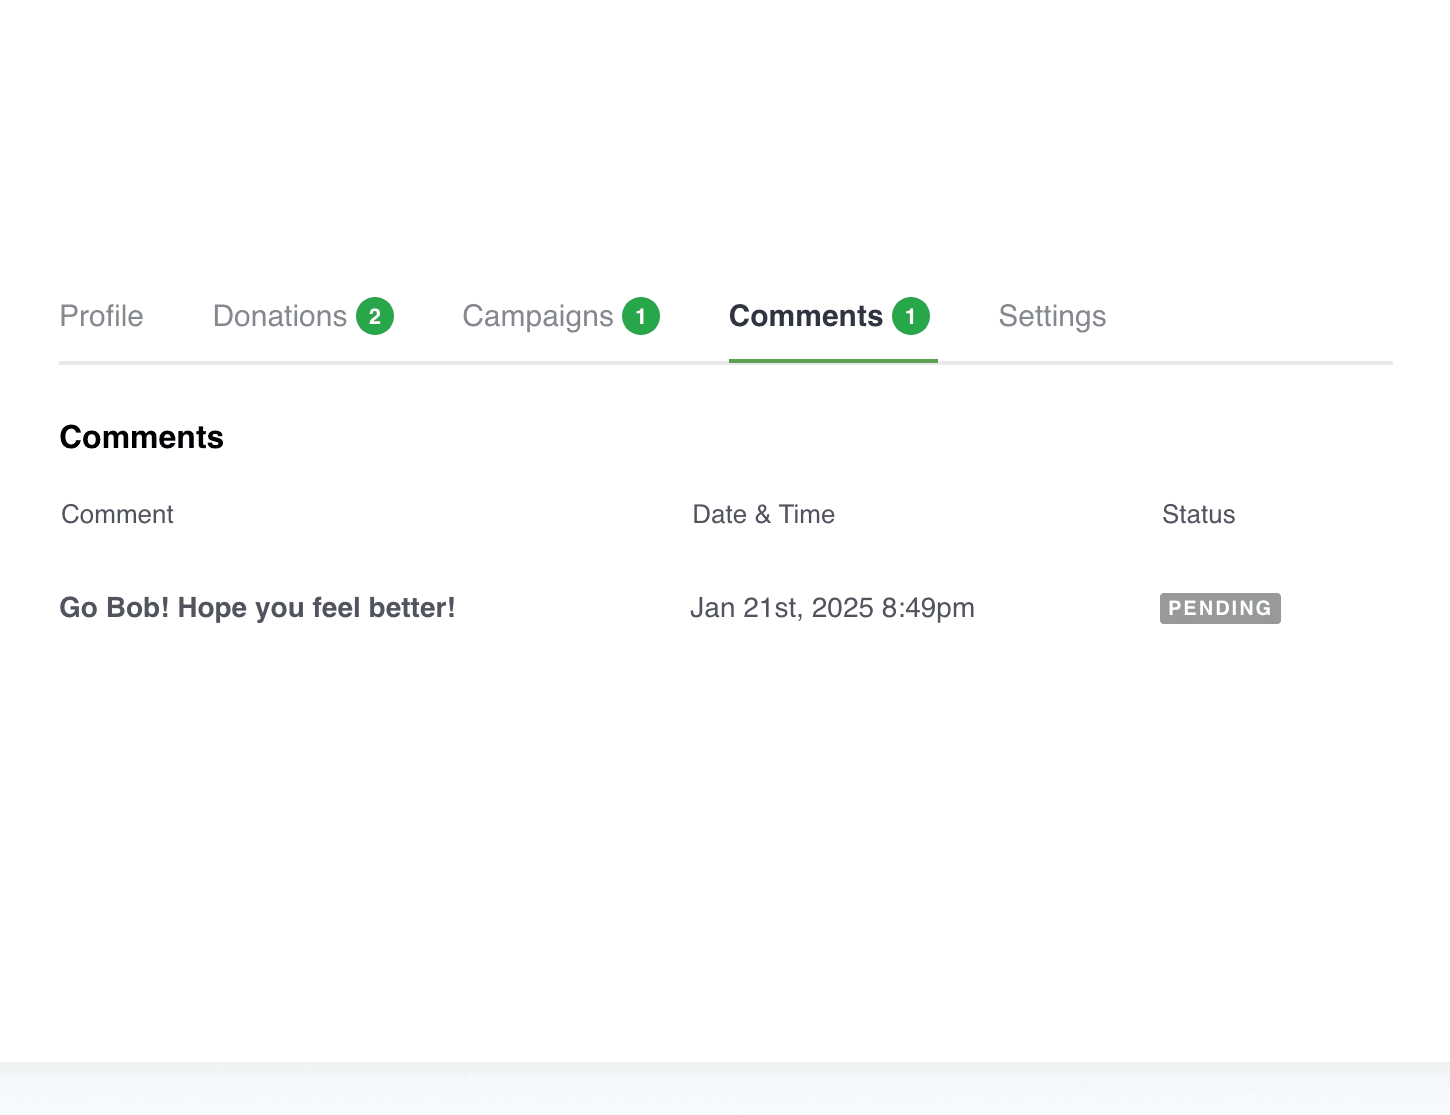 Profile Donations 2 Campaigns 1 Comments 1 Settings
Comments
Comment Date & Time Status
Go Bob! Hope you feel better! Jan 21st, 2025 8:49pm PENDING